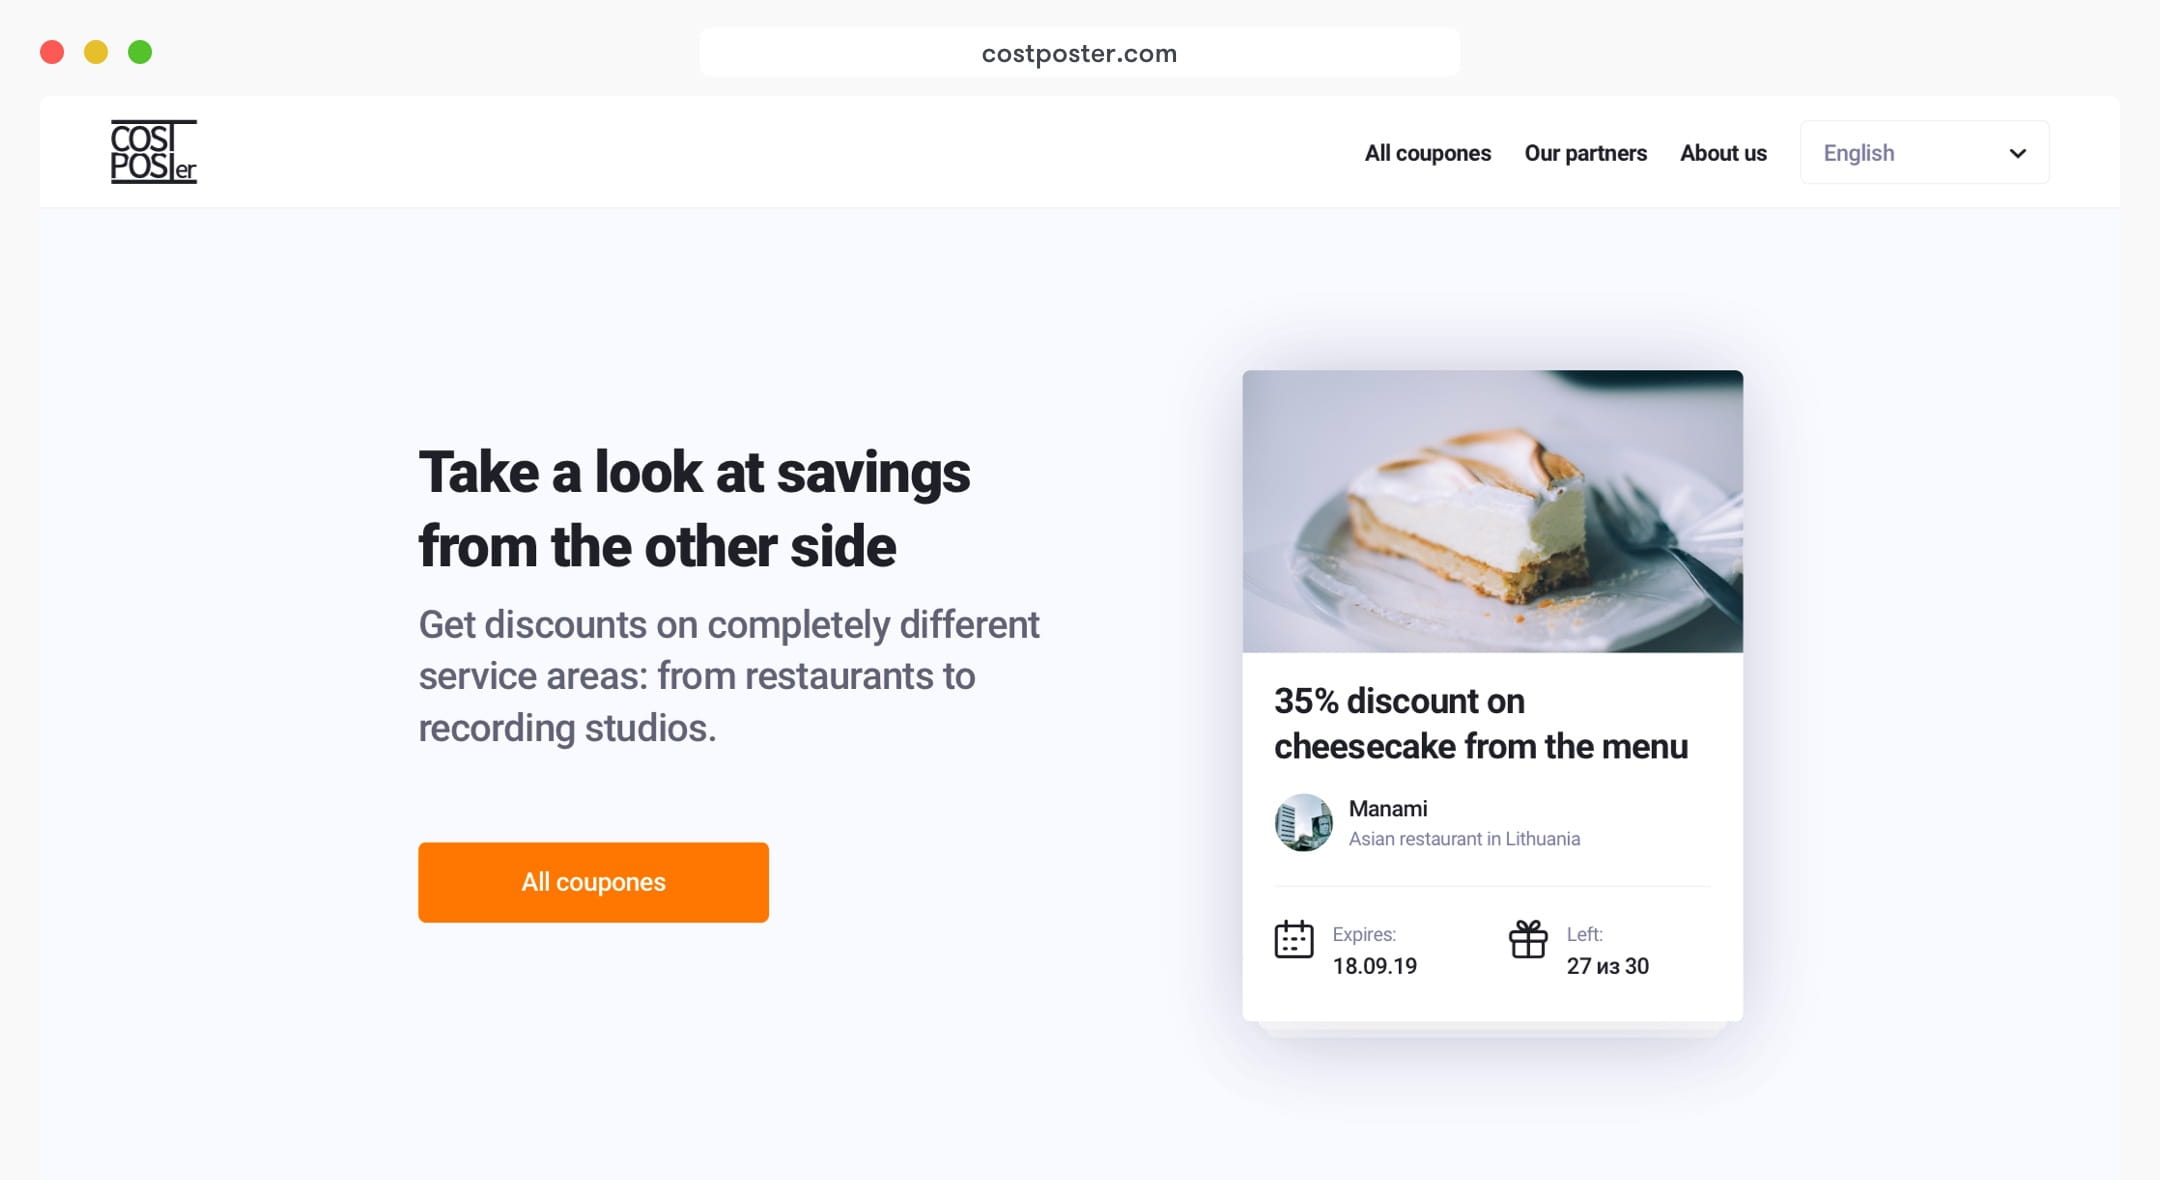 costposter.com
COST
POSTer
All coupones
Our partners
About us
English
Take a look at savings
from the other side
Get discounts on completely different
service areas: from restaurants to
recording studios.
All coupones
35% discount on
cheesecake from the menu
Manami
Asian restaurant in Lithuania
Expires:
18.09.19
Left:
27 из 30